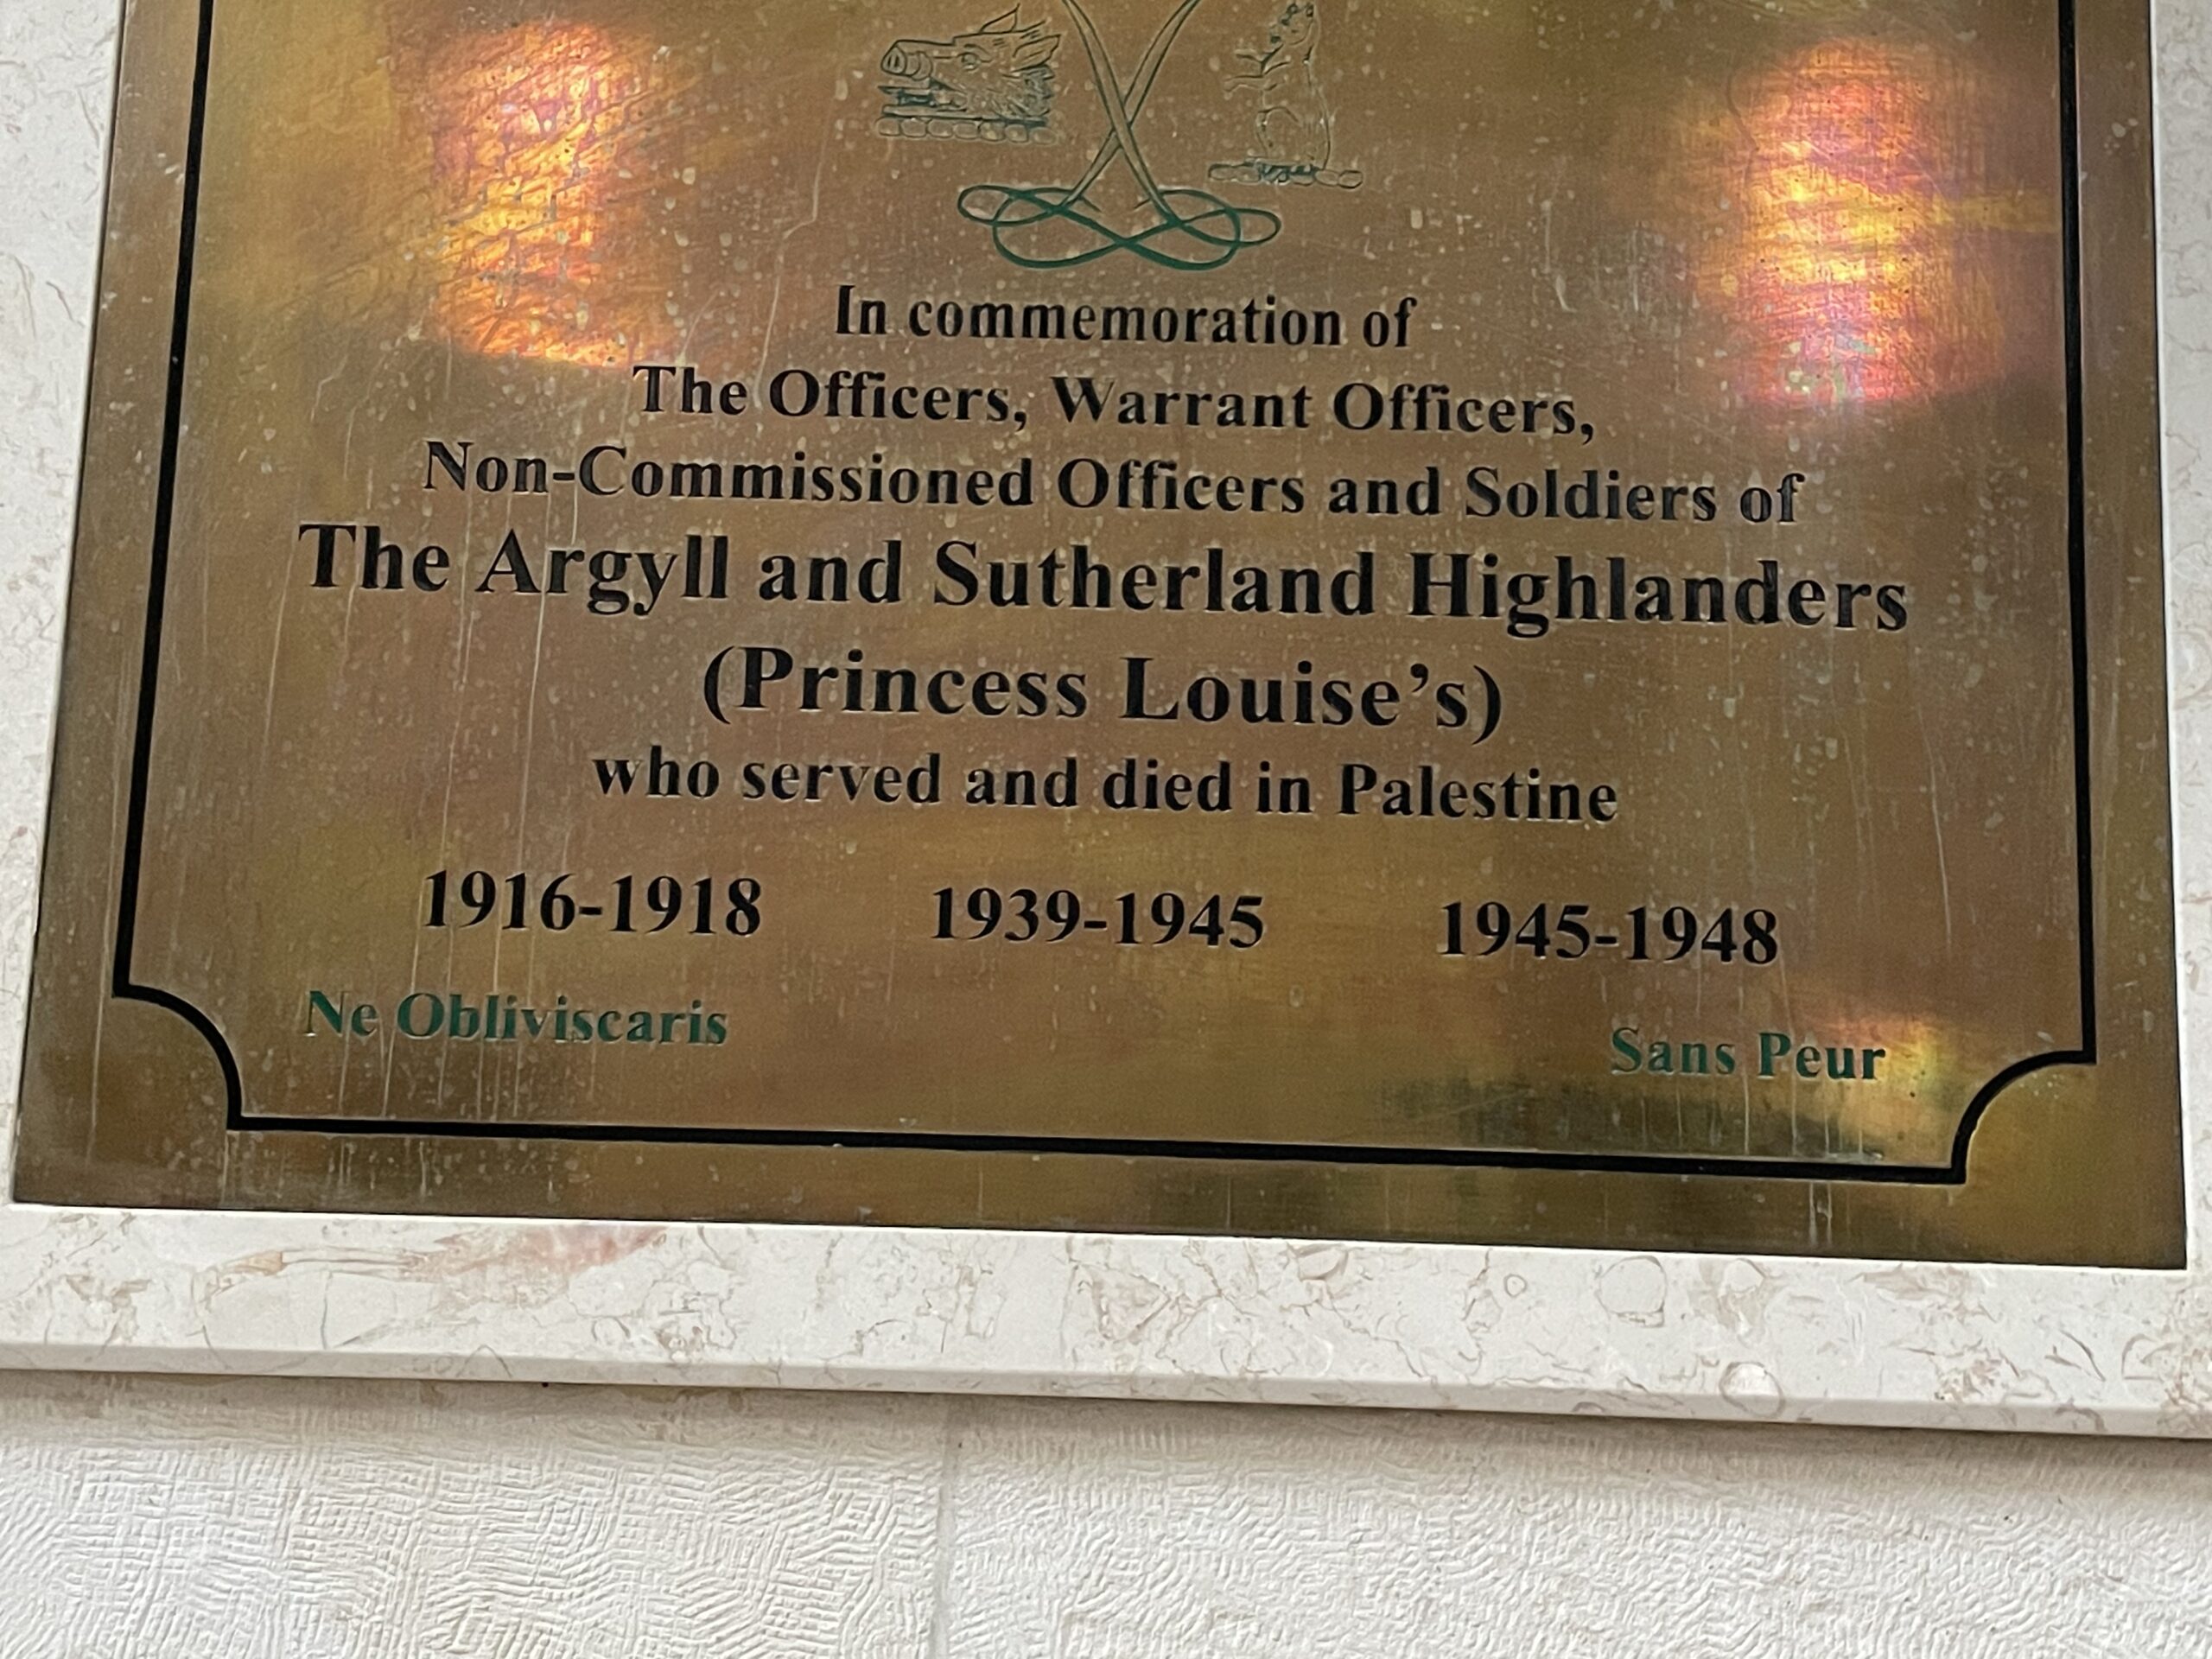 In commemoration of
The Officers, Warrant Officers,
Non-Commissioned Officers and Soldiers of
The Argyll and Sutherland Highlanders
(Princess Louise’s)
who served and died in Palestine
1916-1918 1939-1945 1945-1948
Ne Obliviscaris Sans Peur